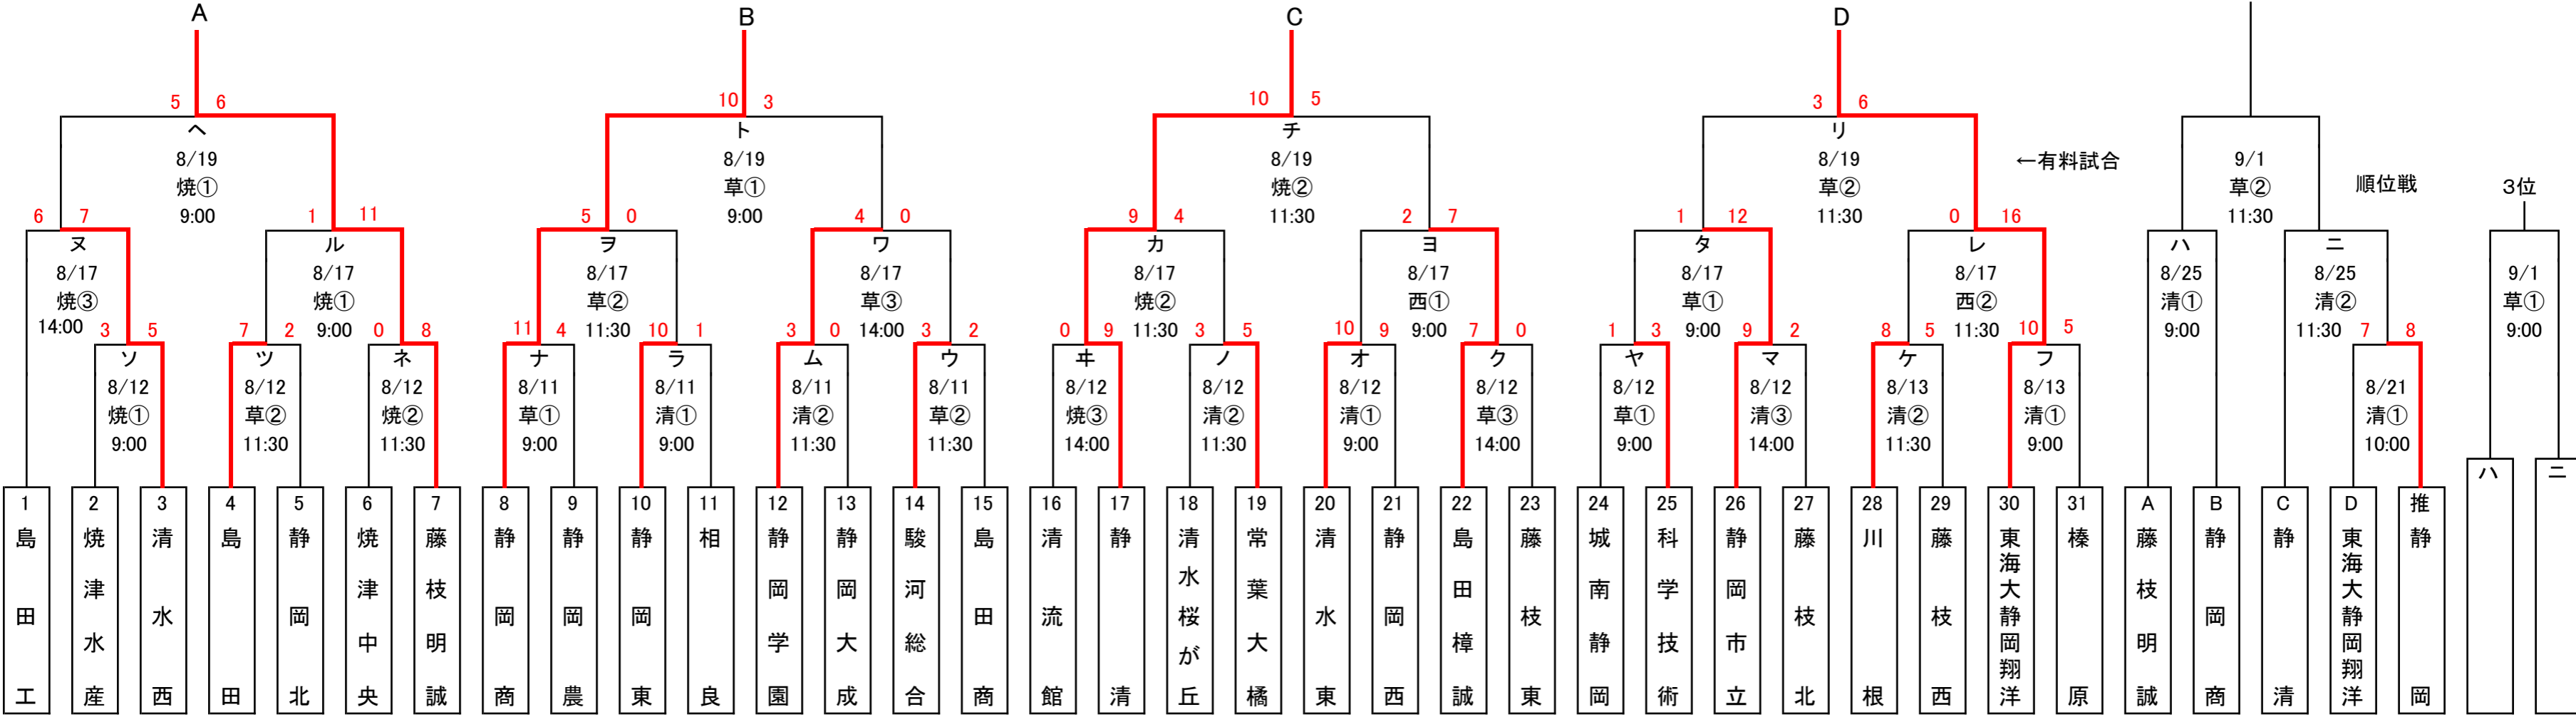 A B C D
5 6 10 3 10 5 3 6
ヘ ト チ リ
8/19 8/19 8/19 8/19 ←有料試合 9/1
焼① 草① 焼② 草② 草② 順位戦 3位
9:00 9:00 11:30 11:30 11:30
6 7 1 11 5 0 4 0 9 4 2 7 1 12 0 16
ヌ ル ヲ ワ カ ヨ タ レ ハ ニ
8/17 8/17 8/17 8/17 8/17 8/17 8/17 8/17 8/25 8/25 9/1
焼③ 焼① 草② 草③ 焼② 西① 草① 西② 清① 清② 草①
14:00 9:00 11:30 14:00 11:30 9:00 9:00 11:30 9:00 11:30 9:00
3 5 7 2 0 8 11 4 10 1 3 0 3 2 0 9 3 5 10 9 7 0 1 3 9 2 8 5 10 5 7 8
ソ ツ ネ ナ ラ ム ウ ヰ ノ オ ク ヤ マ ケ フ
8/12 8/12 8/12 8/11 8/11 8/11 8/11 8/12 8/12 8/12 8/12 8/12 8/12 8/13 8/13 8/21
焼① 草② 焼② 草① 清① 清② 草② 焼③ 清② 清① 草③ 草① 清③ 清② 清① 清①
9:00 11:30 11:30 9:00 9:00 11:30 11:30 14:00 11:30 9:00 14:00 9:00 14:00 11:30 9:00 10:00
1 島田工
2 焼津水産
3 清水西
4 島田
5 静岡北
6 焼津中央
7 藤枝明誠
8 静岡商
9 静岡農
10 静岡東
11 相良
12 静岡学園
13 静岡大成
14 駿河総合
15 島田商
16 清流館
17 静清
18 清水桜が丘
19 常葉大橘
20 清水東
21 静岡西
22 島田樟誠
23 藤枝東
24 城南静岡
25 科学技術
26 静岡市立
27 藤枝北
28 川根
29 藤枝西
30 東海大静岡翔洋
31 榛原
A 藤枝明誠
B 静岡商
C 静清
D 東海大静岡翔洋
推 静岡
ハ
ニ